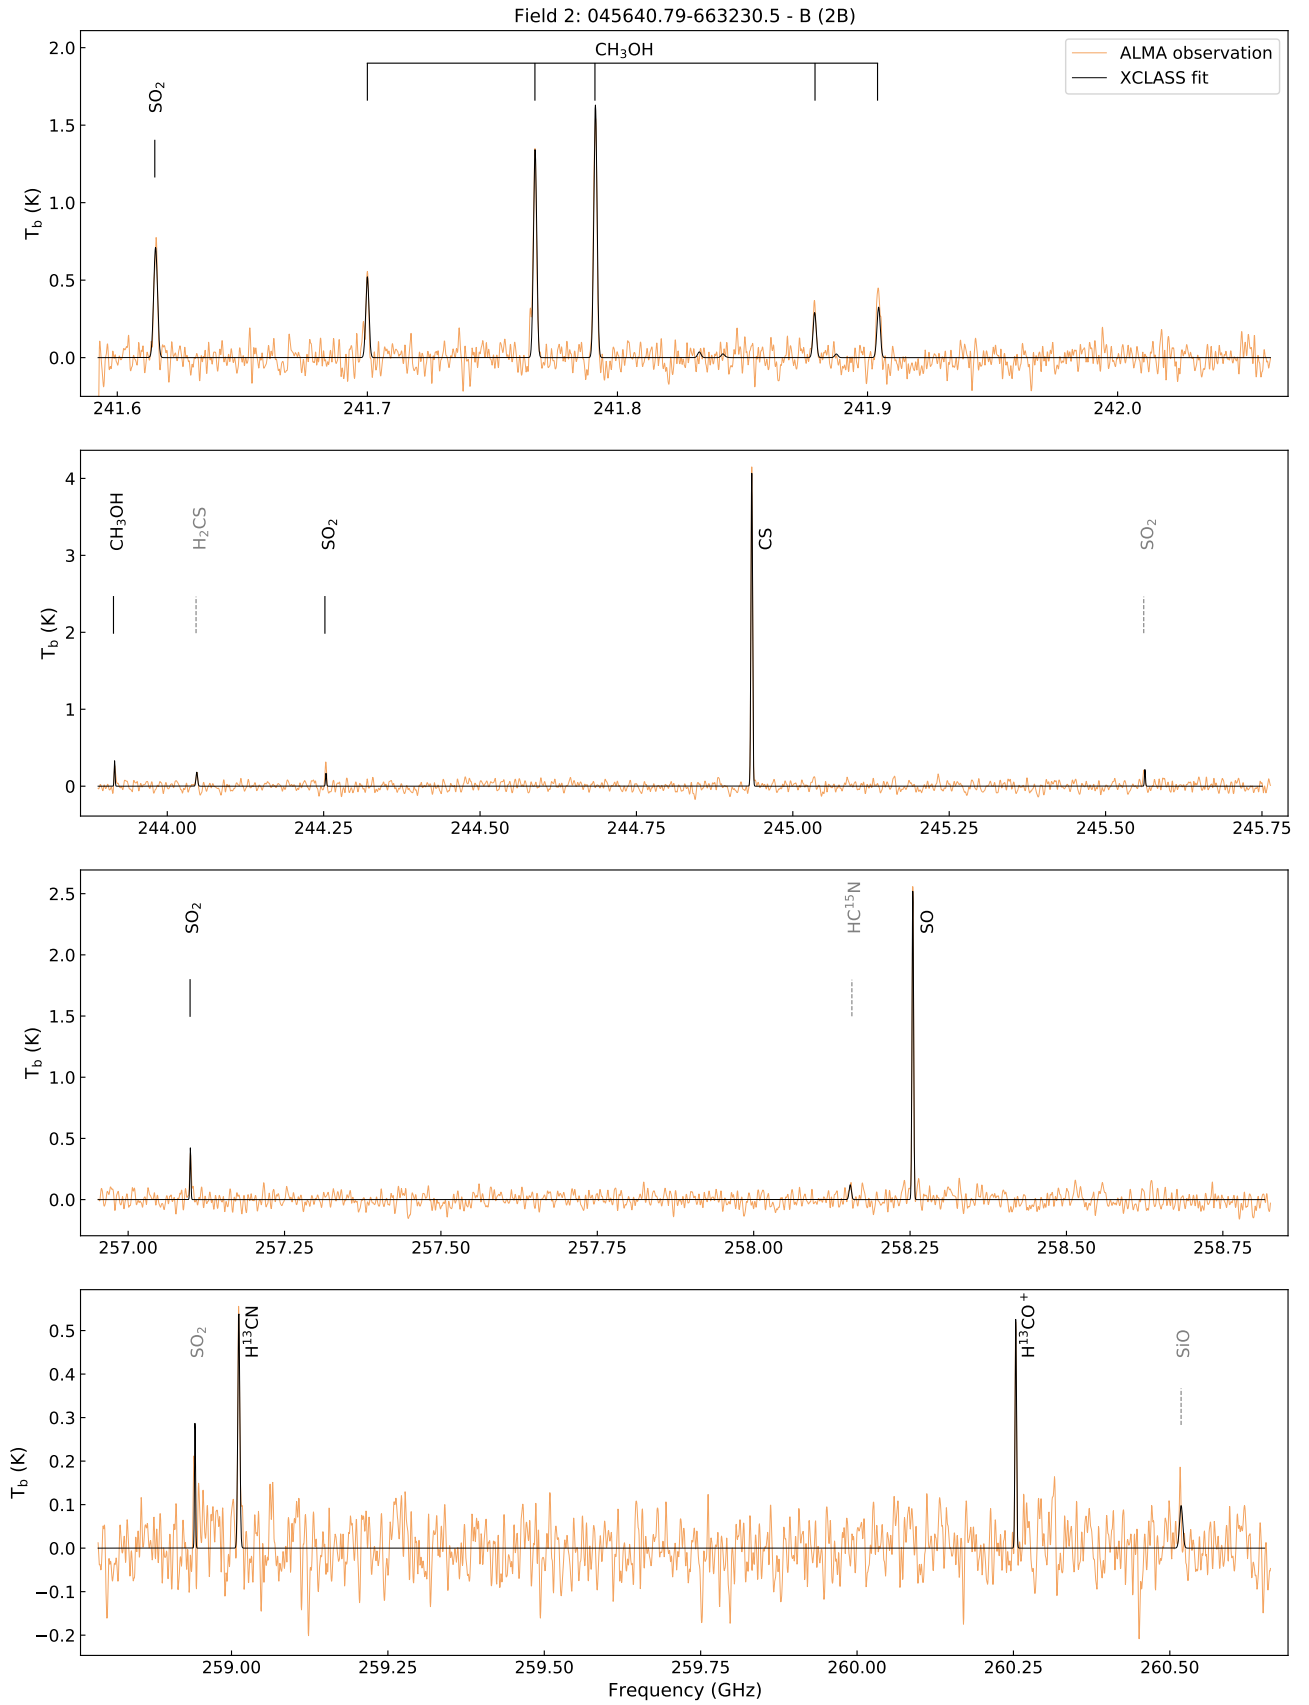 Field 2: 045640.79-663230.5 - B (2B)
CH₃OH
ALMA observation
XCLASS fit
SO₂
2.0
1.5
1.0
0.5
0.0
T_b (K)
241.6 241.7 241.8 241.9 242.0
CH₃OH H₂CS SO₂ CS SO₂
4
3
2
1
0
T_b (K)
244.00 244.25 244.50 244.75 245.00 245.25 245.50 245.75
SO₂ HC¹⁵N SO
2.5
2.0
1.5
1.0
0.5
0.0
T_b (K)
257.00 257.25 257.50 257.75 258.00 258.25 258.50 258.75
SO₂ H¹³CN H¹³CO⁺ SiO
0.5
0.4
0.3
0.2
0.1
0.0
−0.1
−0.2
T_b (K)
259.00 259.25 259.50 259.75 260.00 260.25 260.50
Frequency (GHz)